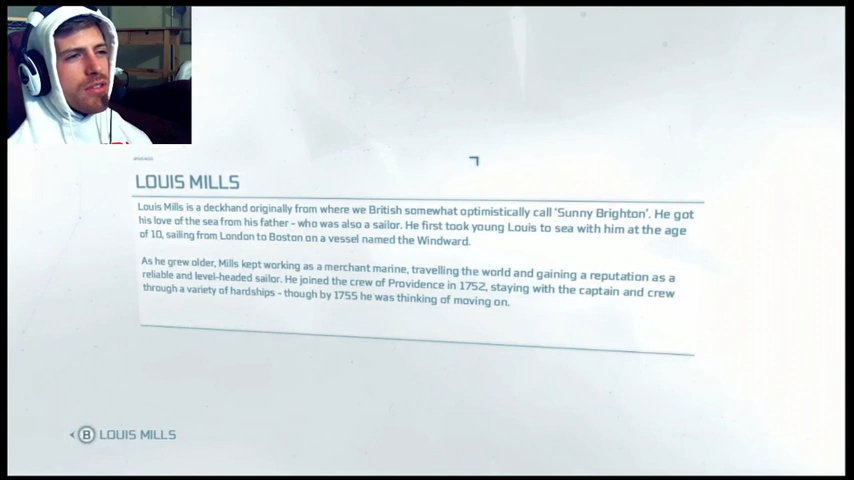 LOUIS MILLS
Louis Mills is a deckhand originally from where we British somewhat optimistically call 'Sunny Brighton'. He got
his love of the sea from his father - who was also a sailor. He first took young Louis to sea with him at the age
of 10, sailing from London to Boston on a vessel named the Windward.
As he grew older, Mills kept working as a merchant marine, travelling the world and gaining a reputation as a
reliable and level-headed sailor. He joined the crew of Providence in 1752, staying with the captain and crew
through a variety of hardships - though by 1755 he was thinking of moving on.
B LOUIS MILLS